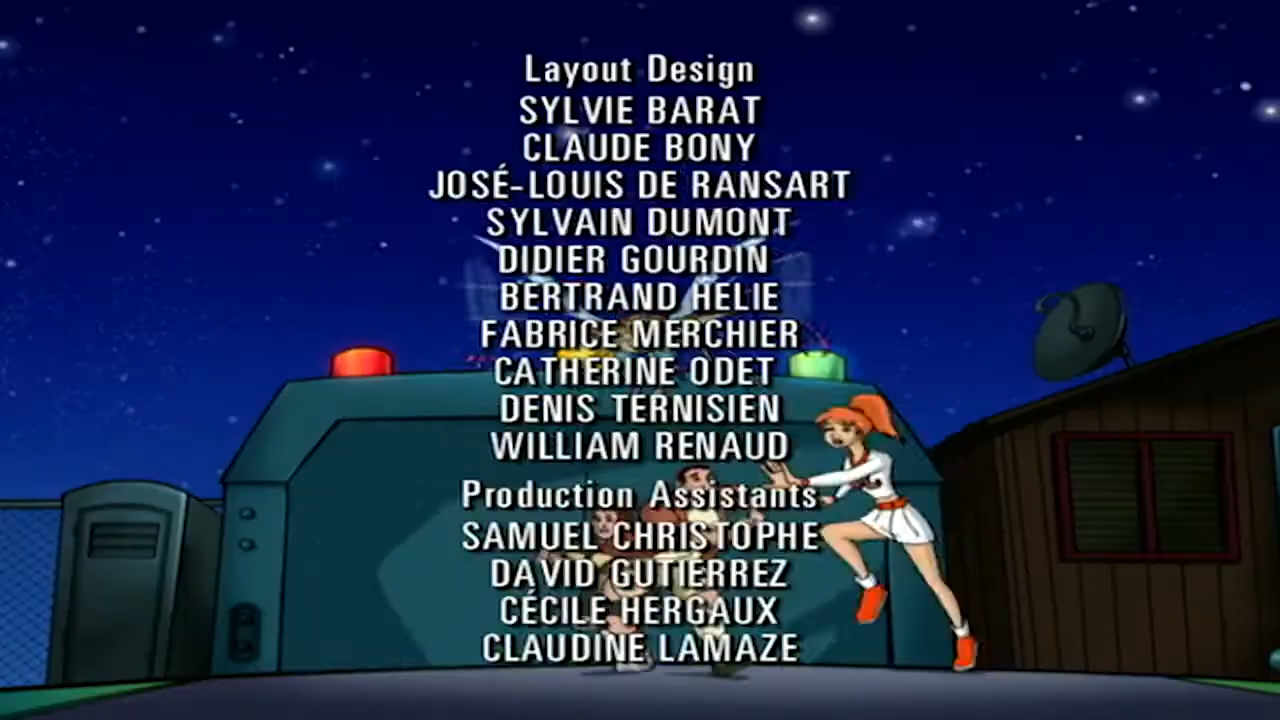 Layout Design
SYLVIE BARAT
CLAUDE BONY
JOSÉ-LOUIS DE RANSART
SYLVAIN DUMONT
DIDIER GOURDIN
BERTRAND HELIE
FABRICE MERCHIER
CATHERINE ODET
DENIS TERNISIEN
WILLIAM RENAUD
Production Assistants
SAMUEL CHRISTOPHE
DAVID GUTIERREZ
CÉCILE HERGAUX
CLAUDINE LAMAZE